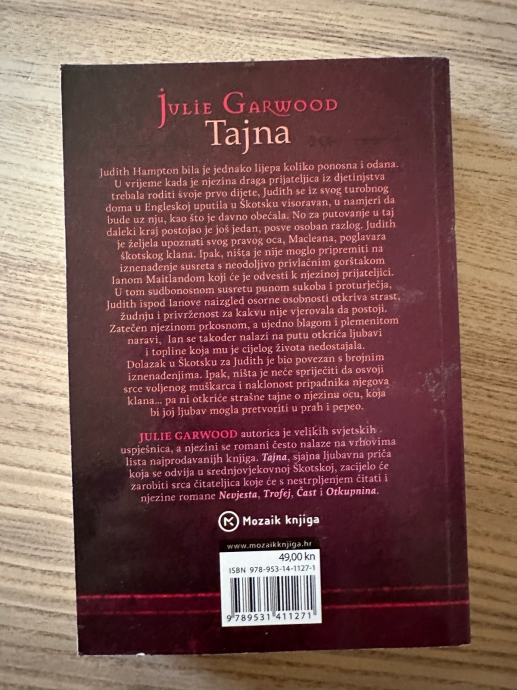 JULIE GARWOOD
Tajna
Judith Hampton bila je jednako lijepa koliko ponosna i odana.
U vrijeme kada je njezina draga prijateljica iz djetinjstva
trebala roditi svoje prvo dijete, Judith se iz svog turobnog
doma u Engleskoj uputila u Škotsku visoravan, u namjeri da
bude uz nju, kao što je davno obećala. No za putovanje u taj
daleki kraj postojao je još jedan, posve osoban razlog. Judith
je željela upoznati svog pravog oca, Macleana, poglavara
škotskog klana. Ipak, ništa je nije moglo pripremiti na
iznenađenje susreta s neodoljivo privlačnim gorštakom
Ianom Maitlandom koji će je odvesti k njezinoj prijateljici.
U tom sudbonosnom susretu punom sukoba i proturječja,
Judith ispod Ianove naizgled osorne osobnosti otkriva strast,
žudnju i privrženost za kakvu nije vjerovala da postoji.
Zatečen njezinom prkosnom, a ujedno blagom i plemenitom
naravi, Ian se također nalazi na putu otkrića ljubavi
i topline koja mu je cijelog života nedostajala.
Dolazak u Škotsku za Judith je bio povezan s brojnim
iznenađenjima. Ipak, ništa je neće spriječiti da osvoji
srce voljenog muškarca i naklonost pripadnika njegova
klana... pa ni otkriće strašne tajne o njezinu ocu, koja
bi joj ljubav mogla pretvoriti u prah i pepeo.
JULIE GARWOOD autorica je velikih svjetskih
uspješnica, a njezini se romani često nalaze na vrhovima
lista najprodavanijih knjiga. Tajna, sjajna ljubavna priča
koja se odvija u srednjovjekovnoj Škotskoj, zacijelo će
zarobiti srca čitateljica koje će s nestrpljenjem čitati i
njezine romane Nevjesta, Trofej, Čast i Otkupnina.
Mozaik knjiga
www.mozaikknjiga.hr
49,00 kn
ISBN 978-953-14-1127-1
9789531411271